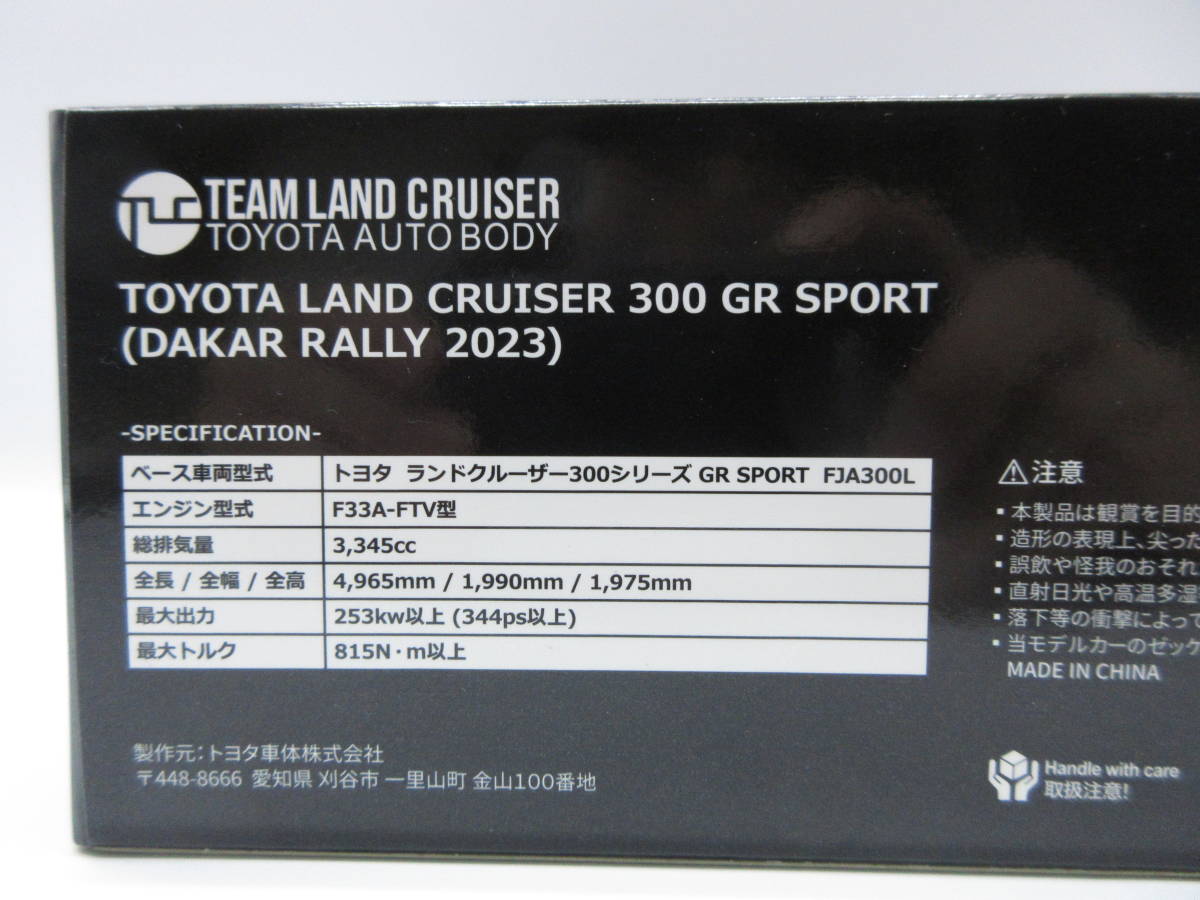 TLC TEAM LAND CRUISER
TOYOTA AUTO BODY
TOYOTA LAND CRUISER 300 GR SPORT
(DAKAR RALLY 2023)
-SPECIFICATION-
ベース車両型式 トヨタ ランドクルーザー300シリーズ GR SPORT FJA300L
エンジン型式 F33A-FTV型
総排気量 3,345cc
全長 / 全幅 / 全高 4,965mm / 1,990mm / 1,975mm
最大出力 253kw以上 (344ps以上)
最大トルク 815N・m以上
製作元：トヨタ車体株式会社
〒448-8666 愛知県 刈谷市 一里山町 金山100番地
⚠注意
▪本製品は観賞を目的
▪造形の表現上、尖った
▪誤飲や怪我のおそれ
▪直射日光や高温多湿
▪落下等の衝撃によって
▪当モデルカーのゼッケ
MADE IN CHINA
Handle with care
取扱注意!